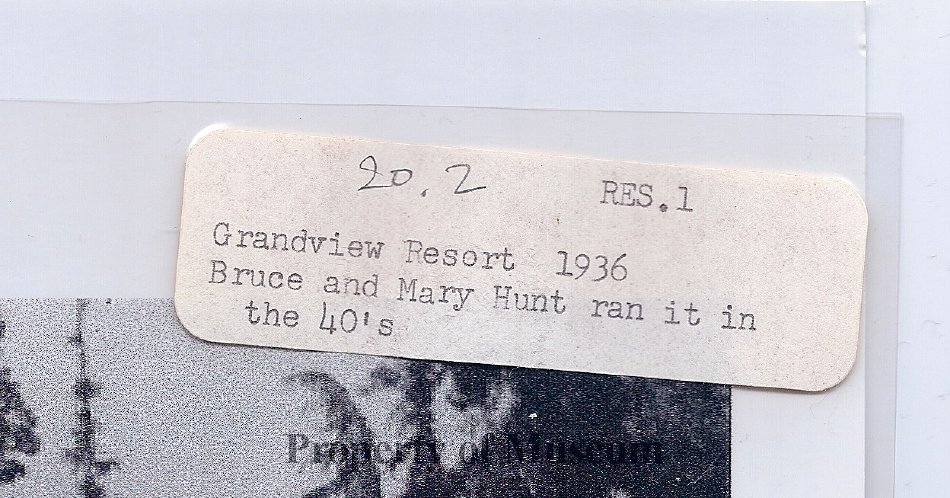 20.2 RES.1
Grandview Resort 1936
Bruce and Mary Hunt ran it in
the 40's
Property of Museum